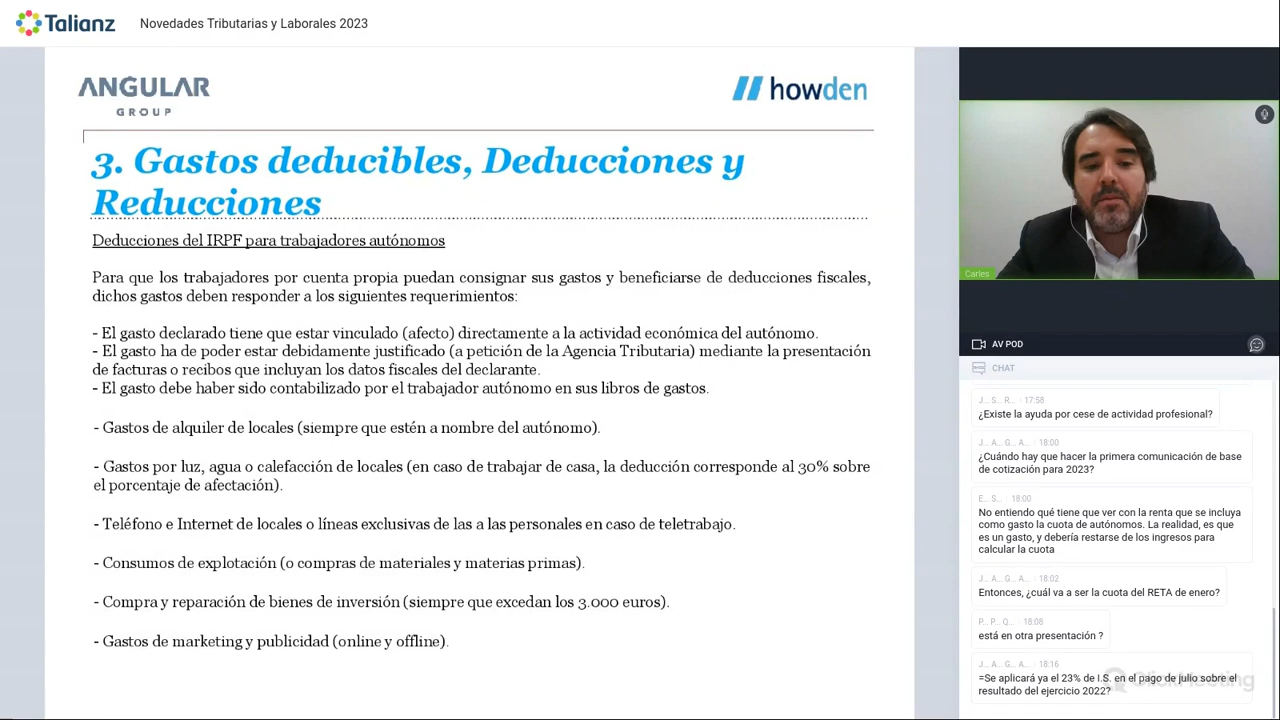 Talianz
Novedades Tributarias y Laborales 2023
ANGULAR
GROUP
howden
3. Gastos deducibles, Deducciones y
Reducciones
Deducciones del IRPF para trabajadores autónomos
Para que los trabajadores por cuenta propia puedan consignar sus gastos y beneficiarse de deducciones fiscales,
dichos gastos deben responder a los siguientes requerimientos:
- El gasto declarado tiene que estar vinculado (afecto) directamente a la actividad económica del autónomo.
- El gasto ha de poder estar debidamente justificado (a petición de la Agencia Tributaria) mediante la presentación
de facturas o recibos que incluyan los datos fiscales del declarante.
- El gasto debe haber sido contabilizado por el trabajador autónomo en sus libros de gastos.
- Gastos de alquiler de locales (siempre que estén a nombre del autónomo).
- Gastos por luz, agua o calefacción de locales (en caso de trabajar de casa, la deducción corresponde al 30% sobre
el porcentaje de afectación).
- Teléfono e Internet de locales o líneas exclusivas de las a las personales en caso de teletrabajo.
- Consumos de explotación (o compras de materiales y materias primas).
- Compra y reparación de bienes de inversión (siempre que excedan los 3.000 euros).
- Gastos de marketing y publicidad (online y offline).
Carles
AV POD
CHAT
J... S... R... · 17:58
¿Existe la ayuda por cese de actividad profesional?
J... A... G... A... · 18:00
¿Cuándo hay que hacer la primera comunicación de base
de cotización para 2023?
E... S... · 18:00
No entiendo qué tiene que ver con la renta que se incluya
como gasto la cuota de autónomos. La realidad, es que
es un gasto, y debería restarse de los ingresos para
calcular la cuota
J... A... G... A... · 18:02
Entonces, ¿cuál va a ser la cuota del RETA de enero?
P... P... Q... · 18:08
está en otra presentación ?
J... A... G... A... · 18:16
=Se aplicará ya el 23% de I.S. en el pago de julio sobre el
resultado del ejercicio 2022?
ClickMeeting